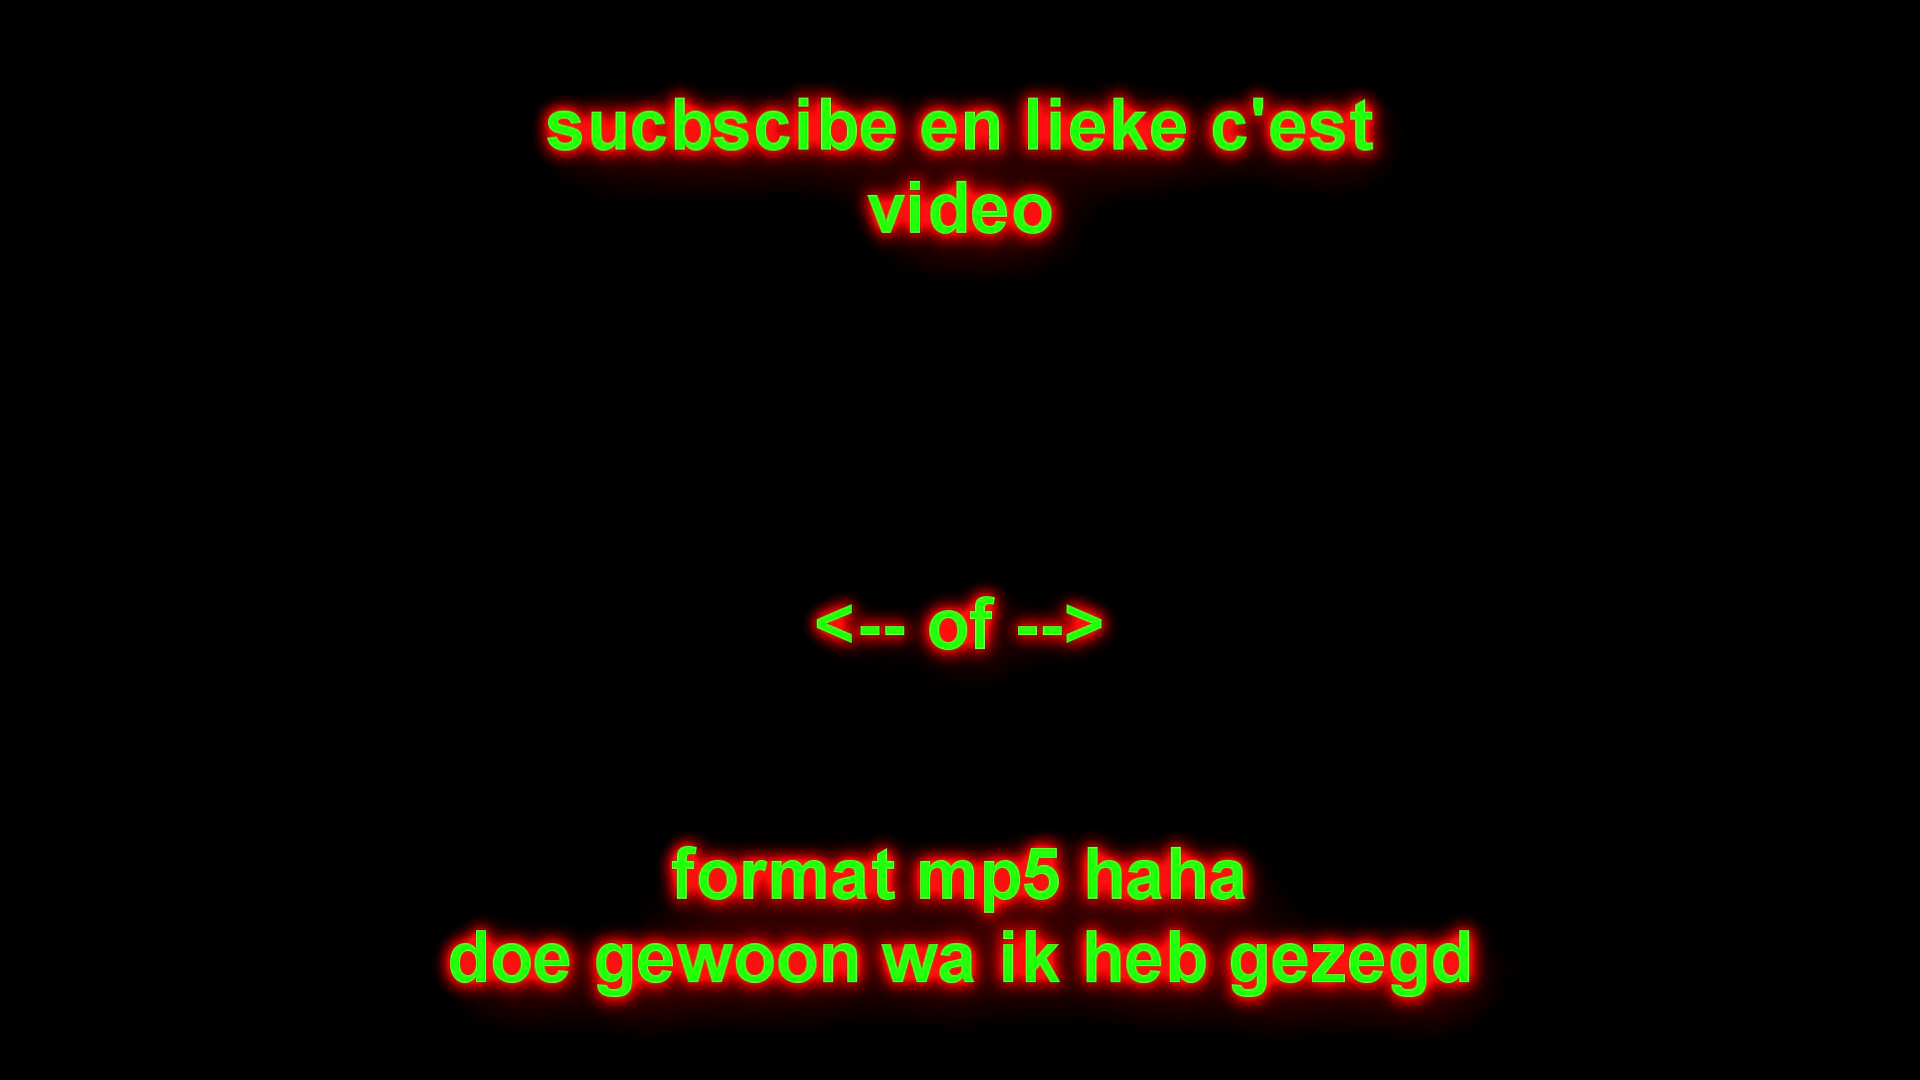 sucbscibe en lieke c'est
video
<-- of -->
format mp5 haha
doe gewoon wa ik heb gezegd